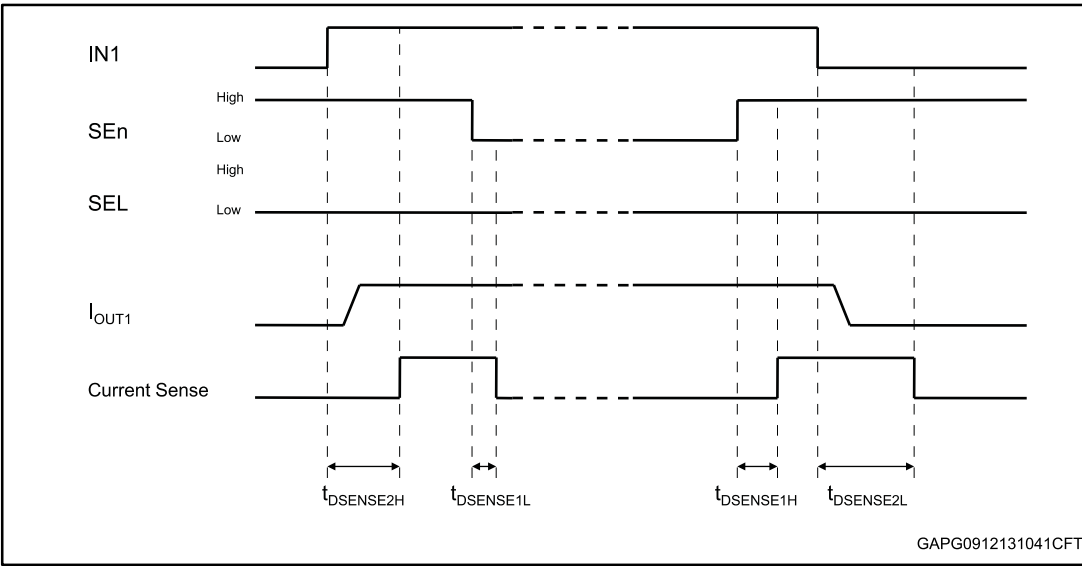 IN1
High
SEn
Low
High
SEL
Low
IOUT1
Current Sense
tDSENSE2H
tDSENSE1L
tDSENSE1H
tDSENSE2L
GAPG0912131041CFT